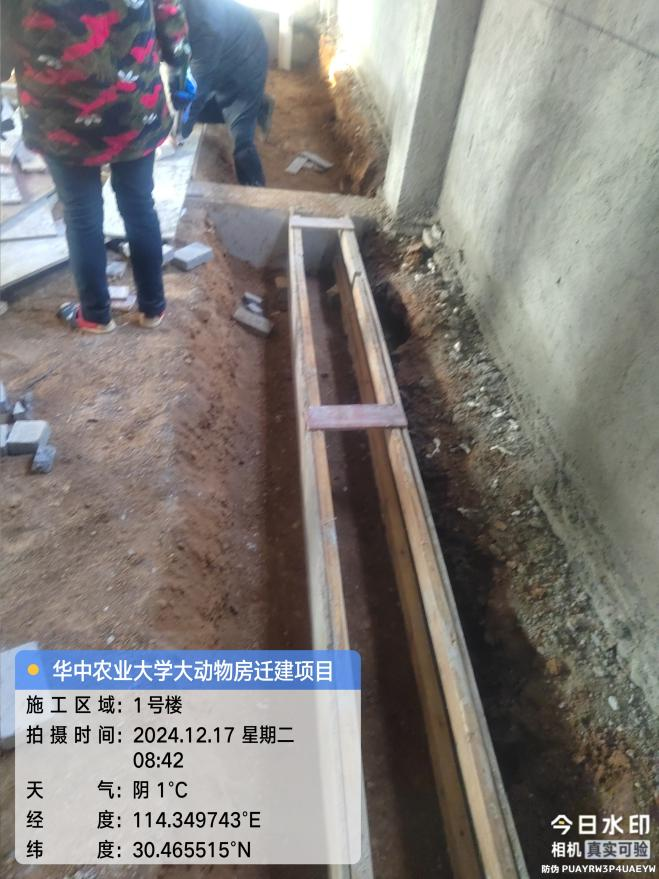 华中农业大学大动物房迁建项目
施工区域：1号楼
拍摄时间：2024.12.17 星期二
08:42
天气：阴 1℃
经度：114.349743°E
纬度：30.465515°N
今日水印
相机 真实可验
防伪 PUAYRW3P4UAEYW